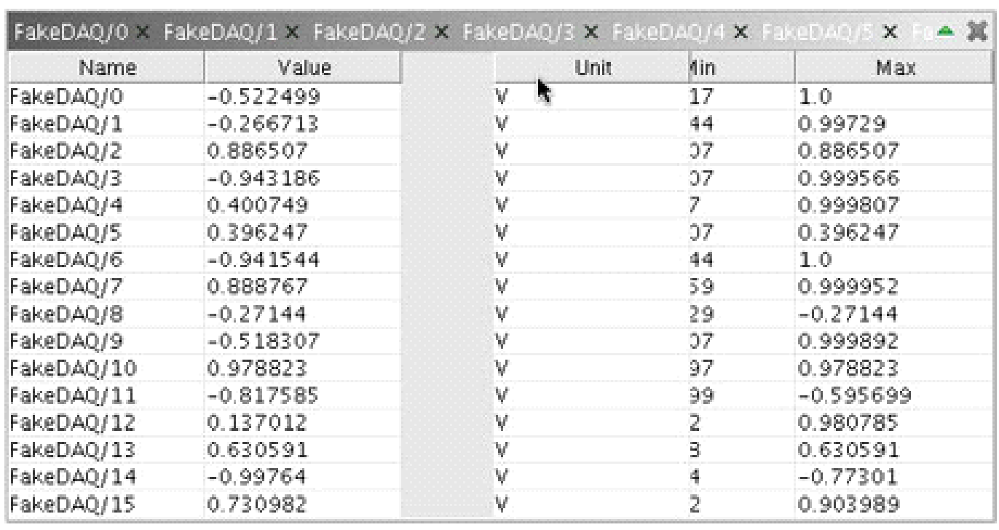 FakeDAQ/0 × FakeDAQ/1 × FakeDAQ/2 × FakeDAQ/3 × FakeDAQ/4 × FakeDAQ/5 ×
Name Value Unit Min Max
FakeDAQ/0 -0.522499 V 17 1.0
FakeDAQ/1 -0.266713 V 44 0.99729
FakeDAQ/2 0.886507 V 07 0.886507
FakeDAQ/3 -0.943186 V 07 0.999566
FakeDAQ/4 0.400749 V 7 0.999807
FakeDAQ/5 0.396247 V 07 0.396247
FakeDAQ/6 -0.941544 V 44 1.0
FakeDAQ/7 0.888767 V 59 0.999952
FakeDAQ/8 -0.27144 V 29 -0.27144
FakeDAQ/9 -0.518307 V 07 0.999892
FakeDAQ/10 0.978823 V 97 0.978823
FakeDAQ/11 -0.817585 V 99 -0.595699
FakeDAQ/12 0.137012 V 2 0.980785
FakeDAQ/13 0.630591 V 8 0.630591
FakeDAQ/14 -0.99764 V 4 -0.77301
FakeDAQ/15 0.730982 V 2 0.903989